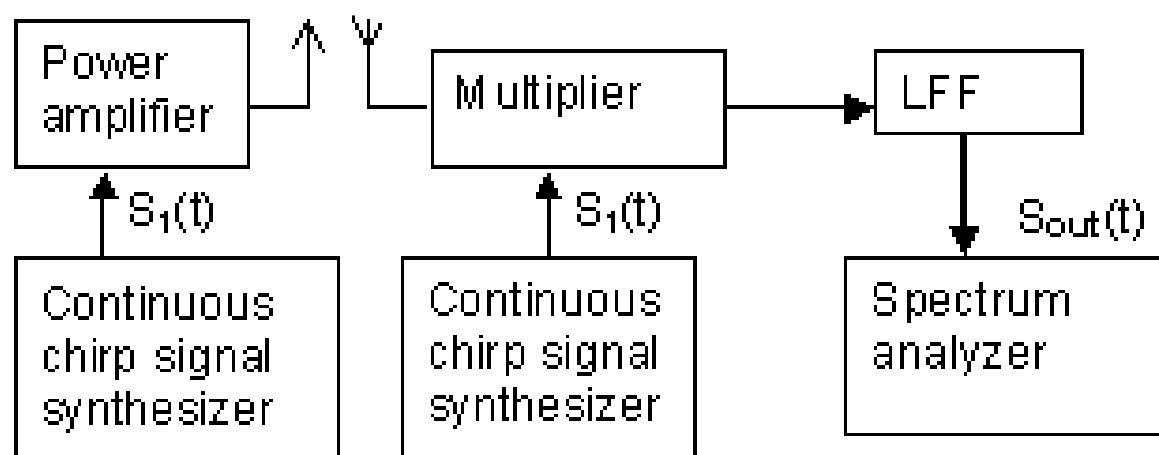 Power
amplifier
Multiplier
LFF
S₁(t)
S₁(t)
Sout(t)
Continuous
chirp signal
synthesizer
Continuous
chirp signal
synthesizer
Spectrum
analyzer